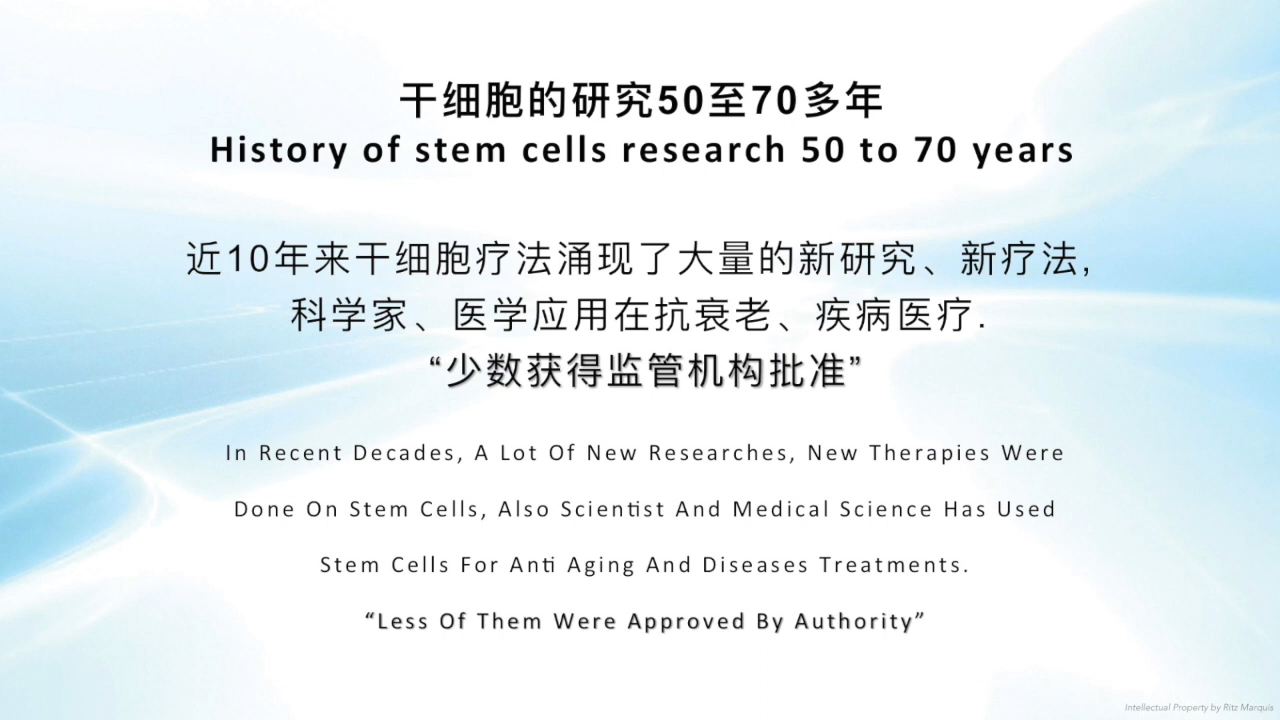 干细胞的研究50至70多年
History of stem cells research 50 to 70 years
近10年来干细胞疗法涌现了大量的新研究、新疗法,
科学家、医学应用在抗衰老、疾病医疗.
“少数获得监管机构批准”
In Recent Decades, A Lot Of New Researches, New Therapies Were
Done On Stem Cells, Also Scientist And Medical Science Has Used
Stem Cells For Anti Aging And Diseases Treatments.
“Less Of Them Were Approved By Authority”
Intellectual Property by Ritz Marquis